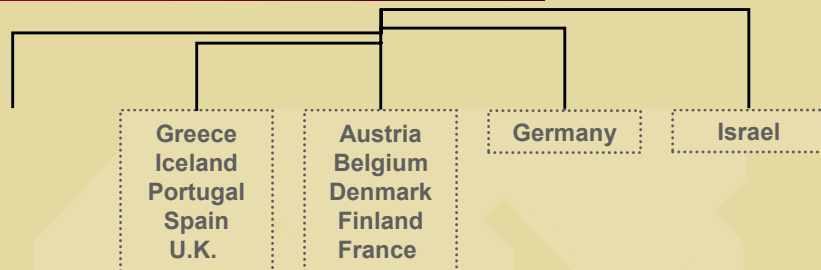 Greece
Iceland
Portugal
Spain
U.K.
Austria
Belgium
Denmark
Finland
France
Germany
Israel